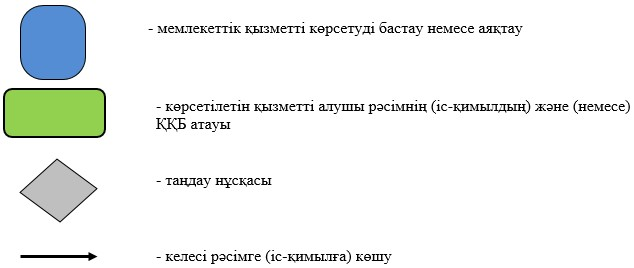 - мемлекеттік қызметті көрсетуді бастау немесе аяқтау
- көрсетілетін қызметті алушы рәсімнің (іс-қимылдың) және (немесе)
ҚҚБ атауы
- таңдау нұсқасы
- келесі рәсімге (іс-қимылға) көшу